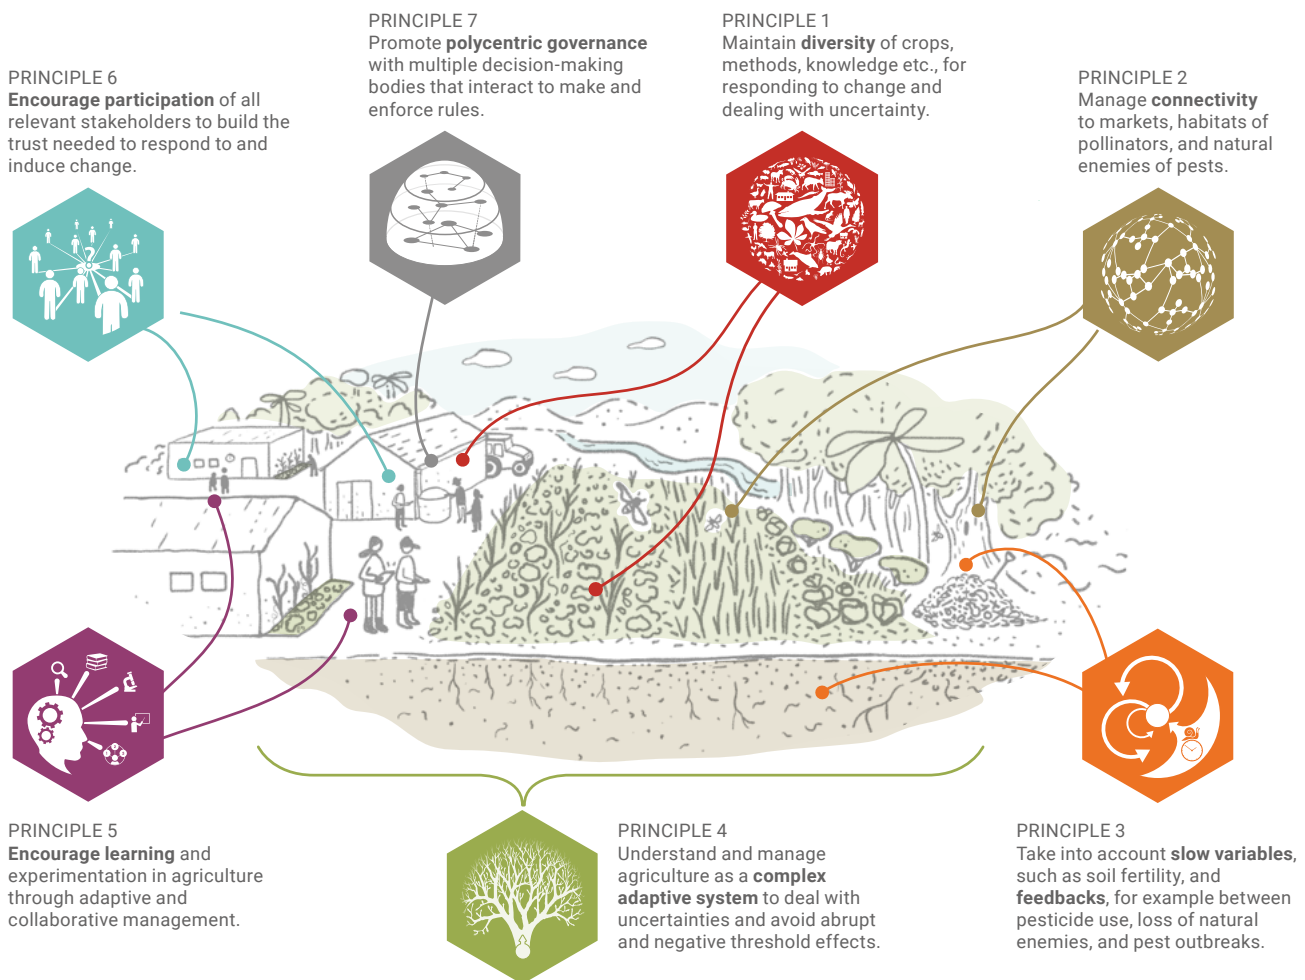 PRINCIPLE 7
Promote polycentric governance
with multiple decision-making
bodies that interact to make and
enforce rules.
PRINCIPLE 1
Maintain diversity of crops,
methods, knowledge etc., for
responding to change and
dealing with uncertainty.
PRINCIPLE 6
Encourage participation of all
relevant stakeholders to build the
trust needed to respond to and
induce change.
PRINCIPLE 2
Manage connectivity
to markets, habitats of
pollinators, and natural
enemies of pests.
?
PRINCIPLE 5
Encourage learning and
experimentation in agriculture
through adaptive and
collaborative management.
PRINCIPLE 4
Understand and manage
agriculture as a complex
adaptive system to deal with
uncertainties and avoid abrupt
and negative threshold effects.
PRINCIPLE 3
Take into account slow variables,
such as soil fertility, and
feedbacks, for example between
pesticide use, loss of natural
enemies, and pest outbreaks.